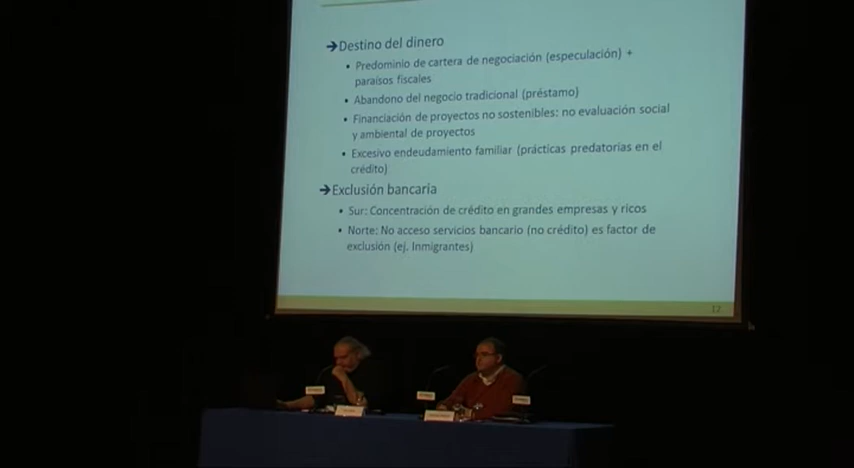 ➔Destino del dinero
• Predominio de cartera de negociación (especulación) +
paraísos fiscales
• Abandono del negocio tradicional (préstamo)
• Financiación de proyectos no sostenibles: no evaluación social
y ambiental de proyectos
• Excesivo endeudamiento familiar (prácticas predatorias en el
crédito)
➔Exclusión bancaria
• Sur: Concentración de crédito en grandes empresas y ricos
• Norte: No acceso servicios bancario (no crédito) es factor de
exclusión (ej. Inmigrantes)
12